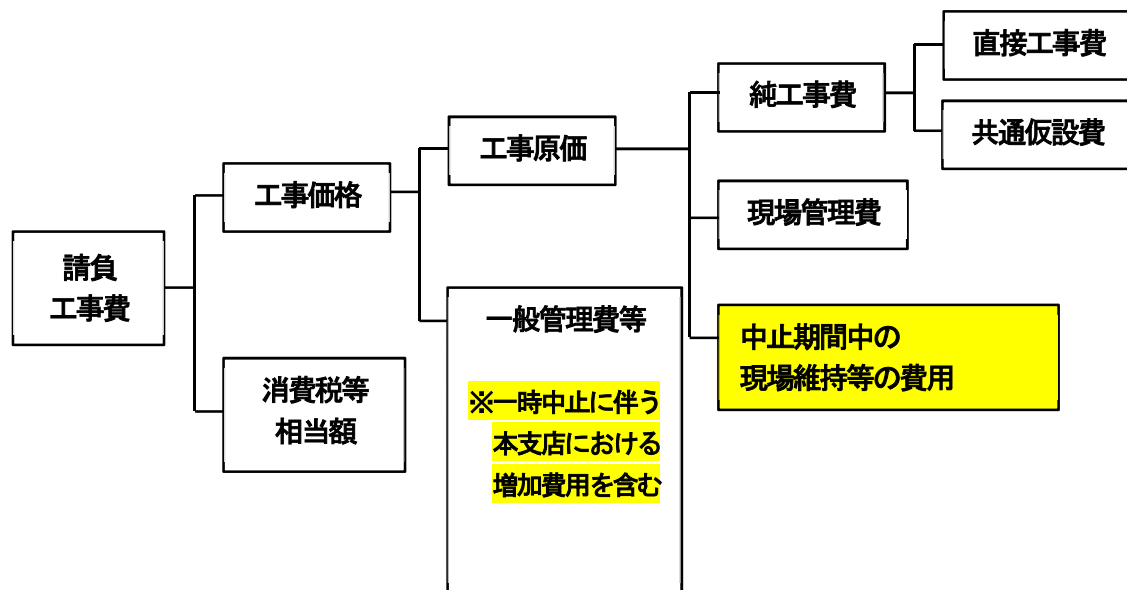 直接工事費
純工事費
共通仮設費
工事原価
工事価格
現場管理費
請負
工事費
一般管理費等
中止期間中の
現場維持等の費用
消費税等
相当額
※一時中止に伴う
本支店における
増加費用を含む